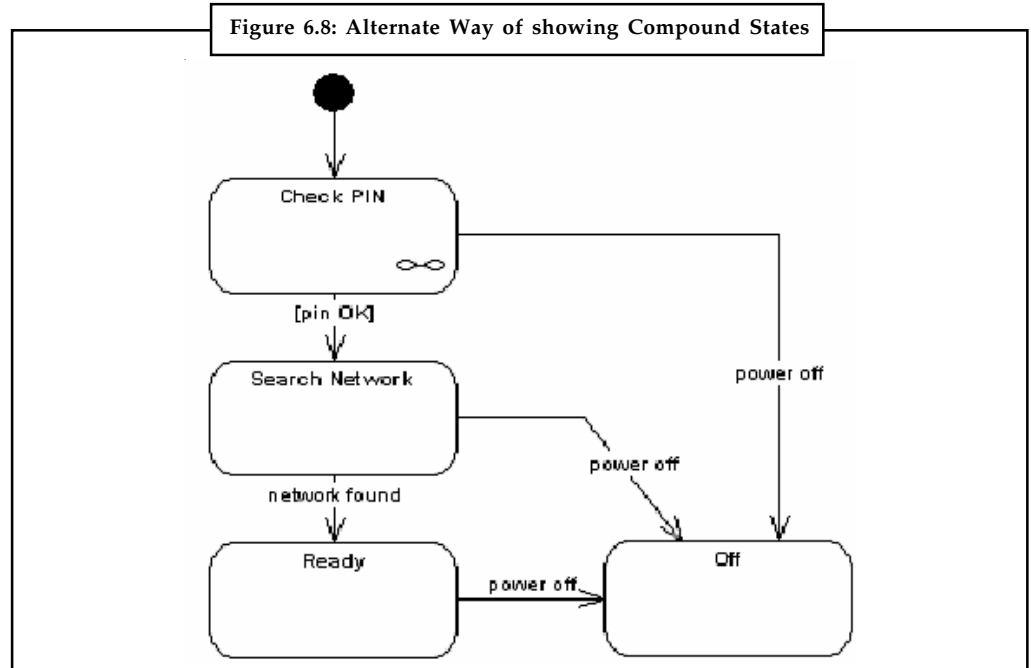 Figure 6.8: Alternate Way of showing Compound States
Check PIN
[pin OK]
Search Network
power off
power off
network found
Ready
Off
power off